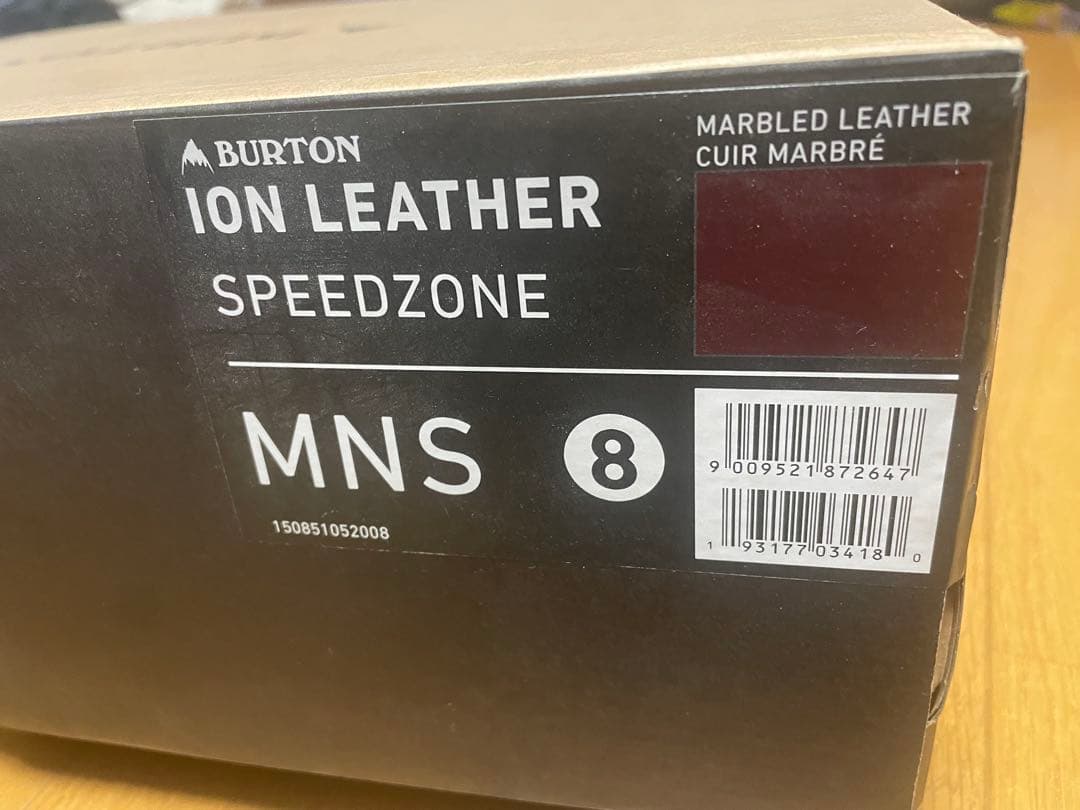 BURTON
ION LEATHER
SPEEDZONE
MARBLED LEATHER
CUIR MARBRÉ
MNS 8
150851052008
9 009521 872647
1 93177 03418 0